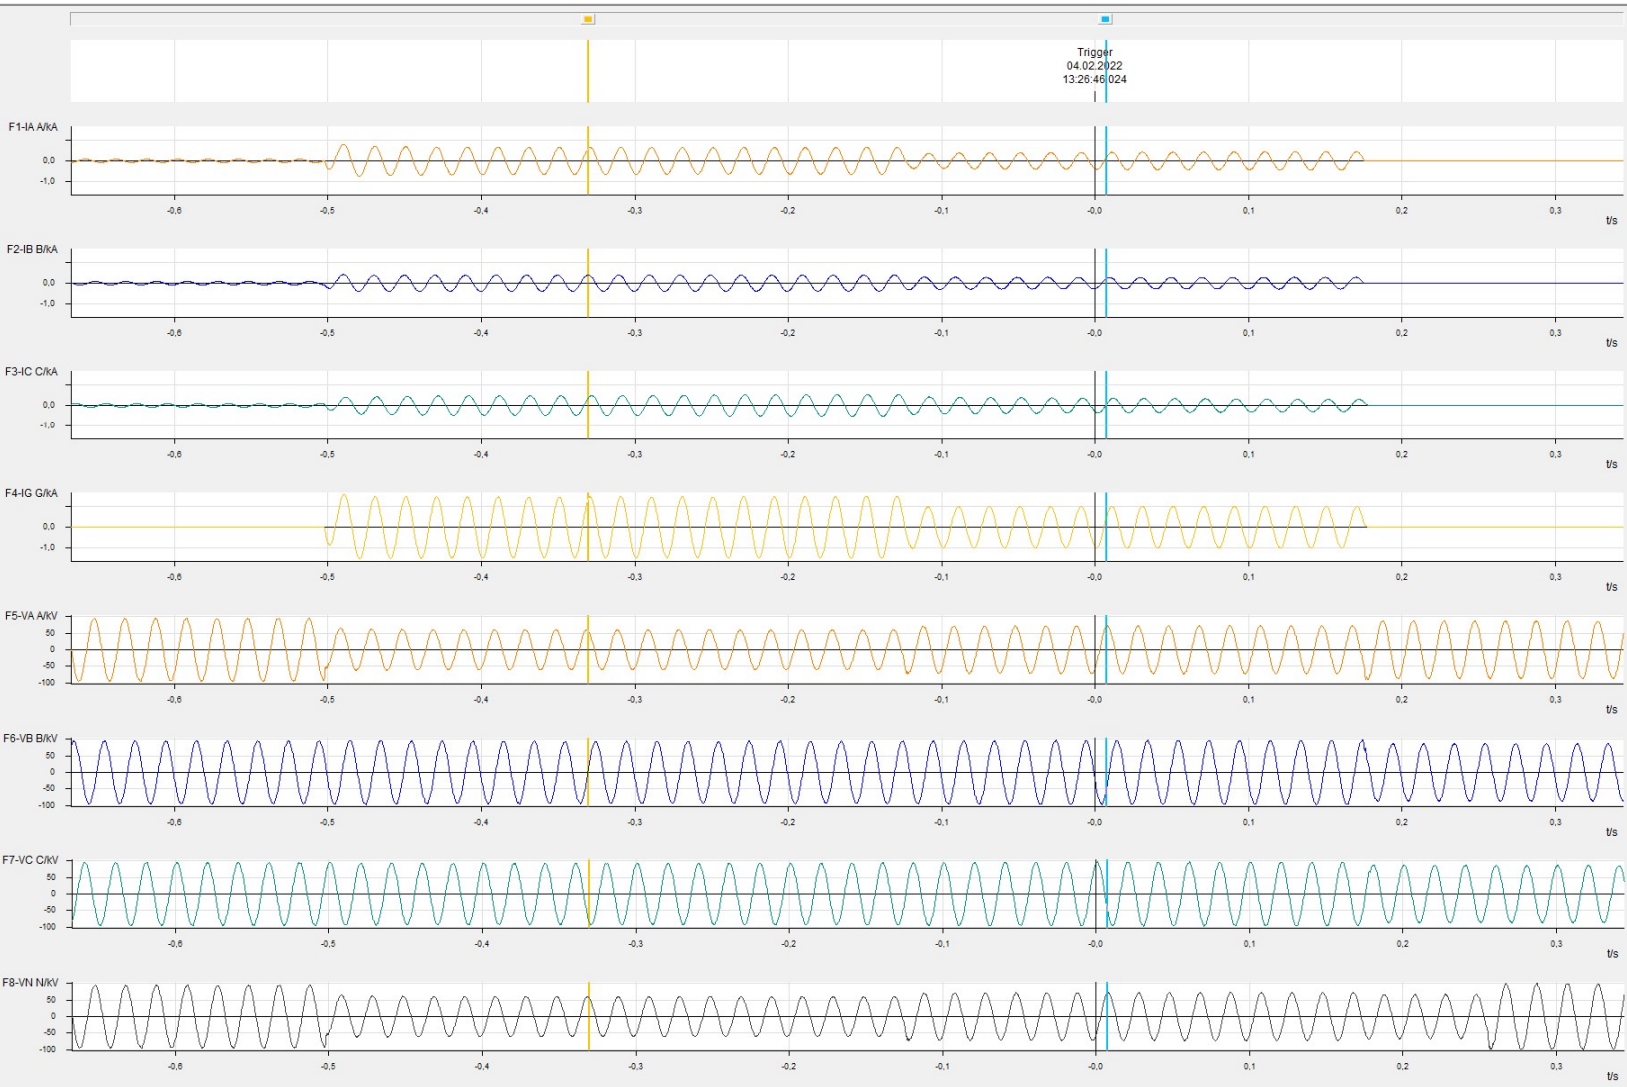 Trigger
04.02.2022
13:26:46.024
F1-IA A/kA
0,0
-1,0
-0,6 -0,5 -0,4 -0,3 -0,2 -0,1 -0,0 0,1 0,2 0,3
t/s
F2-IB B/kA
0,0
-1,0
-0,6 -0,5 -0,4 -0,3 -0,2 -0,1 -0,0 0,1 0,2 0,3
t/s
F3-IC C/kA
0,0
-1,0
-0,6 -0,5 -0,4 -0,3 -0,2 -0,1 -0,0 0,1 0,2 0,3
t/s
F4-IG G/kA
0,0
-1,0
-0,6 -0,5 -0,4 -0,3 -0,2 -0,1 -0,0 0,1 0,2 0,3
t/s
F5-VA A/kV
50
0
-50
-100
-0,6 -0,5 -0,4 -0,3 -0,2 -0,1 -0,0 0,1 0,2 0,3
t/s
F6-VB B/kV
50
0
-50
-100
-0,6 -0,5 -0,4 -0,3 -0,2 -0,1 -0,0 0,1 0,2 0,3
t/s
F7-VC C/kV
50
0
-50
-100
-0,6 -0,5 -0,4 -0,3 -0,2 -0,1 -0,0 0,1 0,2 0,3
t/s
F8-VN N/kV
50
0
-50
-100
-0,6 -0,5 -0,4 -0,3 -0,2 -0,1 -0,0 0,1 0,2 0,3
t/s